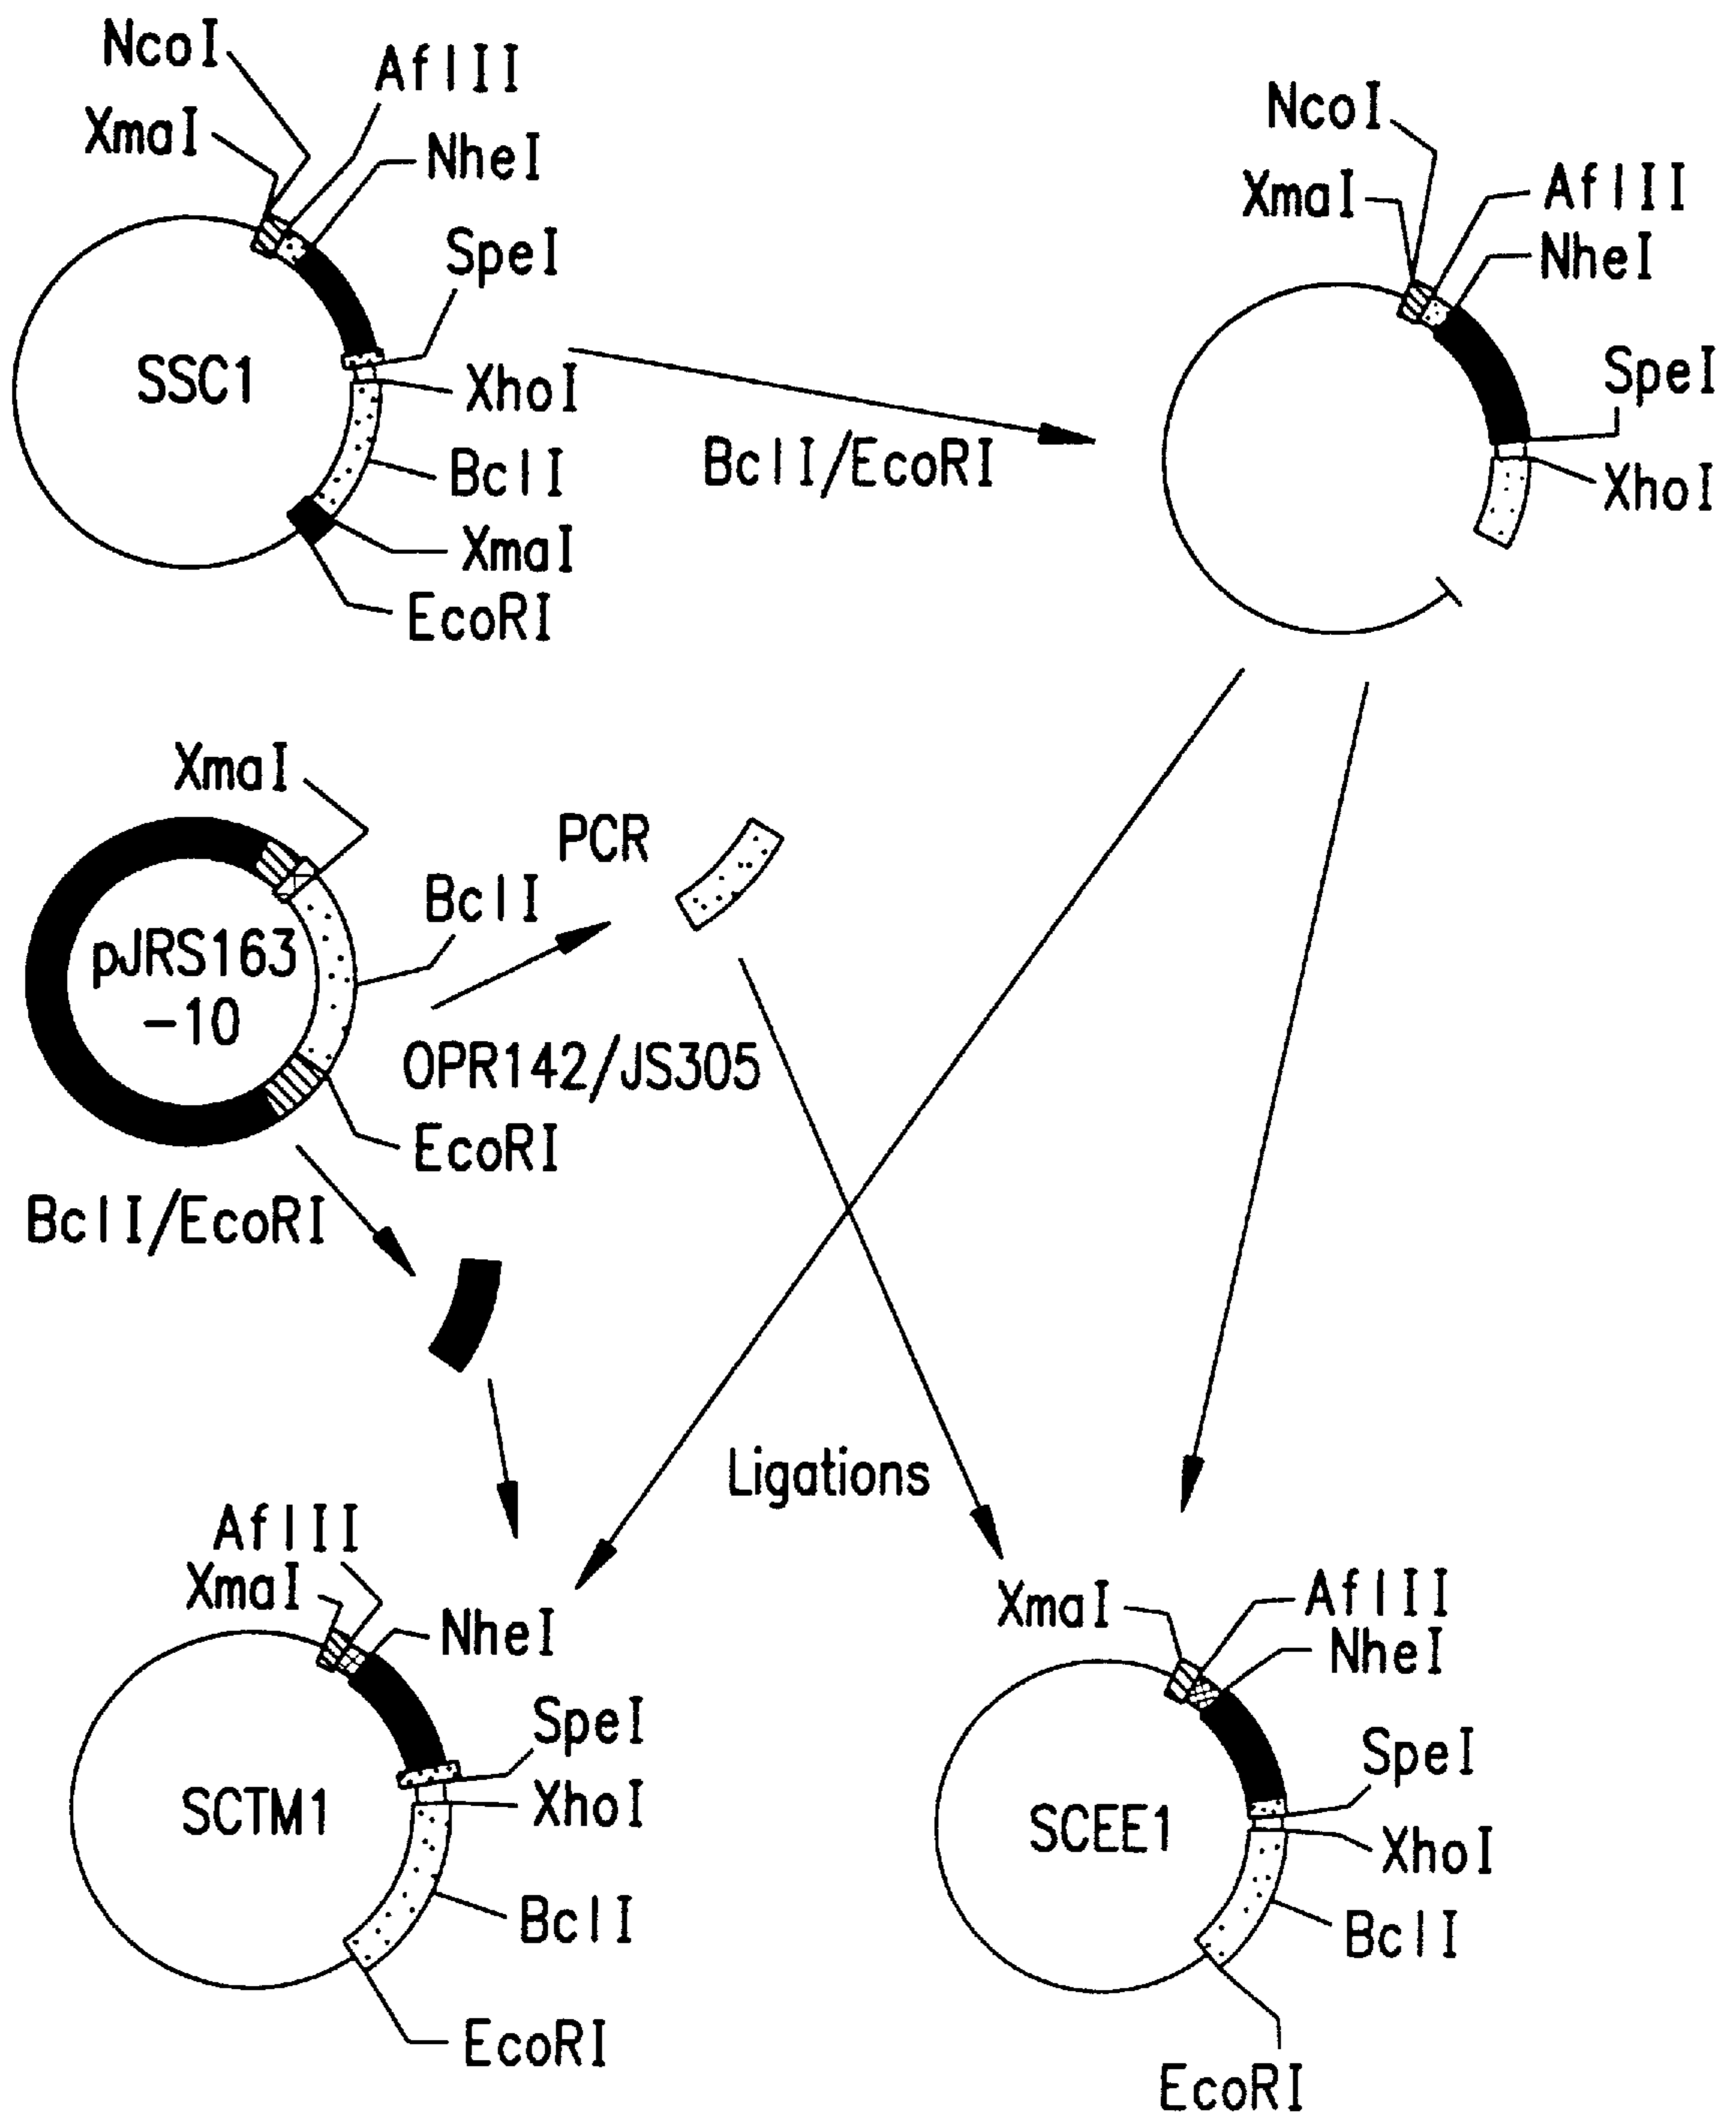 NcoI
AflII
XmaI
NheI
SpeI
SSC1
XhoI
BclI
XmaI
EcoRI
BclI/EcoRI
NcoI
XmaI
AflII
NheI
SpeI
XhoI
XmaI
PCR
BclI
pJRS163
-10
OPR142/JS305
EcoRI
BclI/EcoRI
Ligations
AflII
XmaI
NheI
SpeI
SCTM1
XhoI
BclI
EcoRI
XmaI
AflII
NheI
SpeI
SCEE1
XhoI
BclI
EcoRI